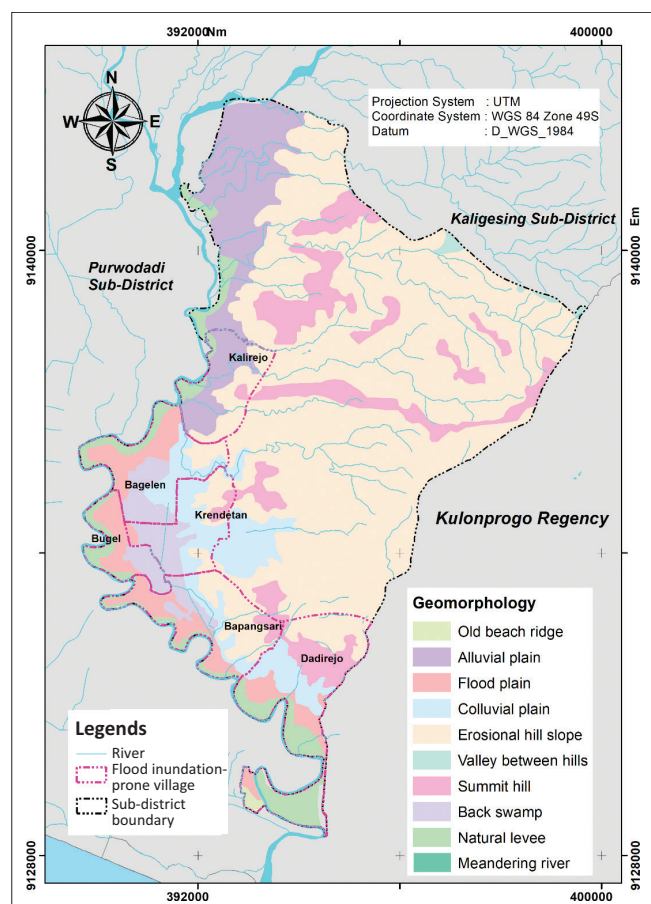 392000 Nm
400000
N
W
E
S
Projection System : UTM
Coordinate System : WGS 84 Zone 49S
Datum : D_WGS_1984
Kaligesing Sub-District
9140000
Em
9140000
Purwodadi
Sub-District
Kalirejo
Bagelen
Krendetan
Bugel
Kulonprogo Regency
Bapangsari
Dadirejo
Geomorphology
Old beach ridge
Alluvial plain
Flood plain
Colluvial plain
Erosional hill slope
Valley between hills
Summit hill
Back swamp
Natural levee
Meandering river
Legends
River
Flood inundation-
prone village
Sub-district
boundary
9128000
9128000
392000
400000